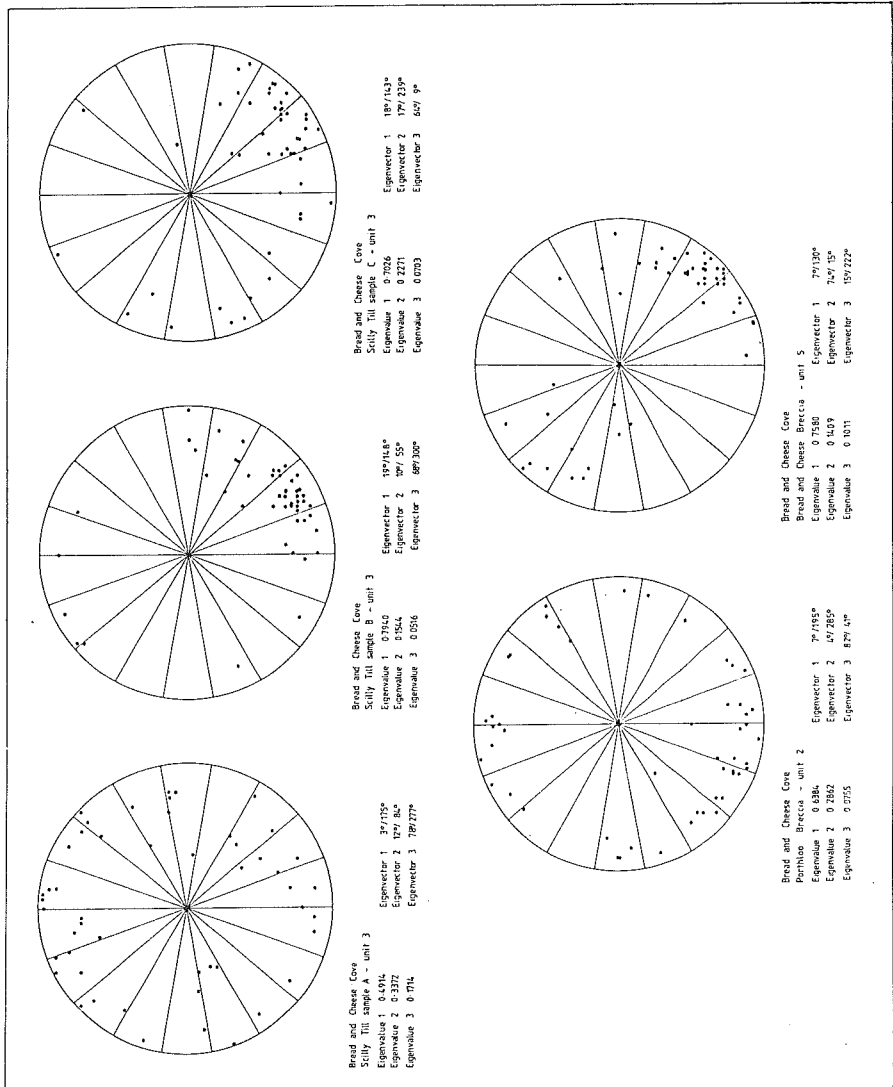 Bread and Cheese Cove
Scilly Till sample A - unit 3
Eigenvalue 1 0·4914 Eigenvector 1 3°/175°
Eigenvalue 2 0·3372 Eigenvector 2 12°/ 84°
Eigenvalue 3 0·1714 Eigenvector 3 78°/277°
Bread and Cheese Cove
Scilly Till sample B - unit 3
Eigenvalue 1 0·7940 Eigenvector 1 19°/148°
Eigenvalue 2 0·1544 Eigenvector 2 10°/ 55°
Eigenvalue 3 0·0516 Eigenvector 3 68°/300°
Bread and Cheese Cove
Scilly Till sample C - unit 3
Eigenvalue 1 0·7026 Eigenvector 1 18°/143°
Eigenvalue 2 0·2271 Eigenvector 2 17°/ 239°
Eigenvalue 3 0·0703 Eigenvector 3 64°/ 9°
Bread and Cheese Cove
Porthloo Breccia - unit 2
Eigenvalue 1 0·6384 Eigenvector 1 7°/195°
Eigenvalue 2 0·2862 Eigenvector 2 4°/285°
Eigenvalue 3 0·0755 Eigenvector 3 82°/ 41°
Bread and Cheese Cove
Bread and Cheese Breccia - unit 5
Eigenvalue 1 0·7580 Eigenvector 1 7°/130°
Eigenvalue 2 0·1409 Eigenvector 2 74°/ 15°
Eigenvalue 3 0·1011 Eigenvector 3 15°/222°